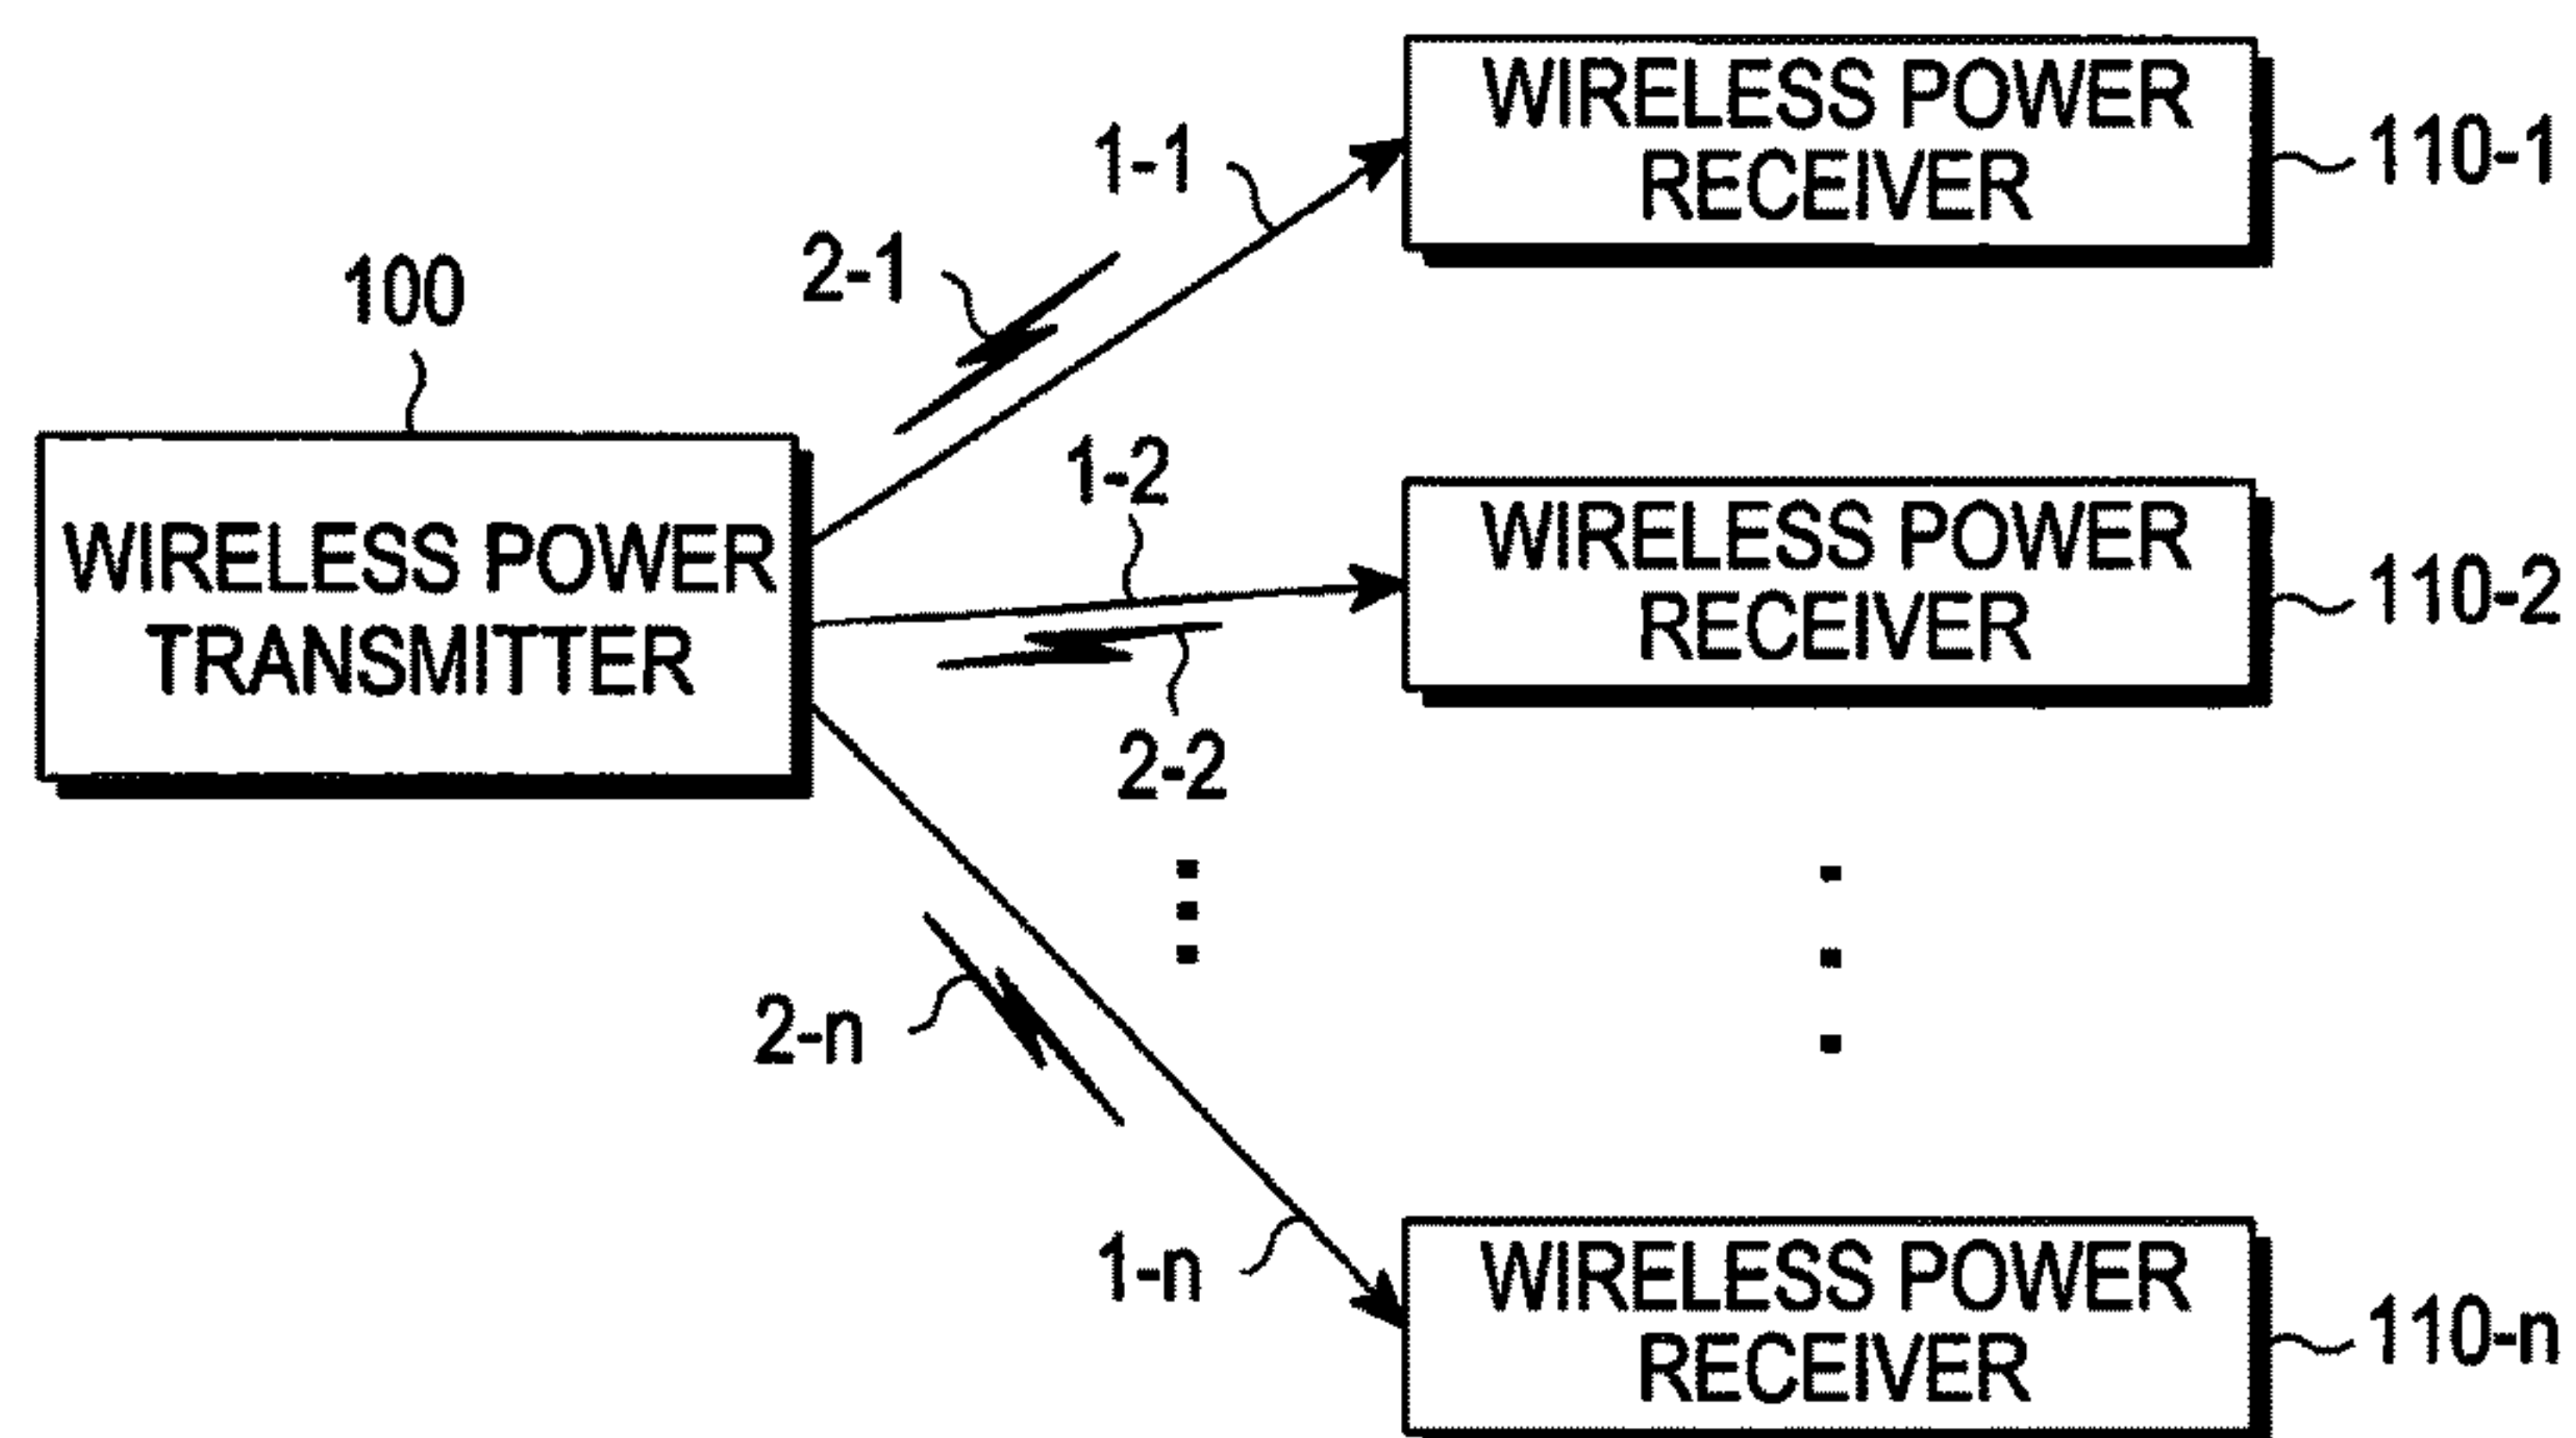 WIRELESS POWER
RECEIVER
110-1
1-1
2-1
100
WIRELESS POWER
TRANSMITTER
1-2
WIRELESS POWER
RECEIVER
110-2
2-2
2-n
1-n
WIRELESS POWER
RECEIVER
110-n